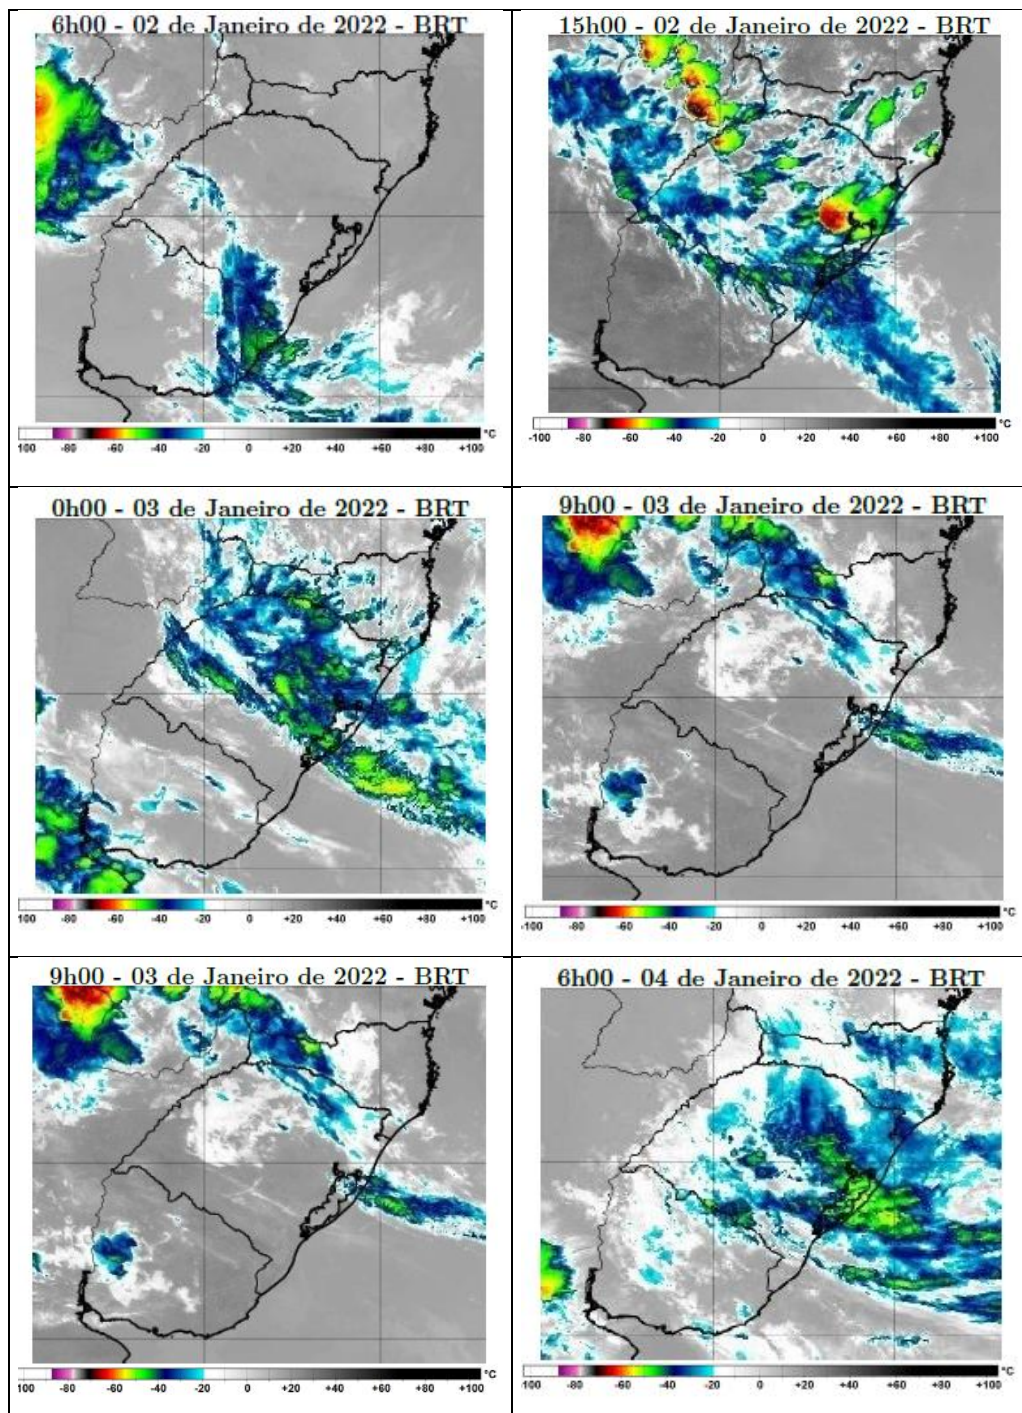 6h00 - 02 de Janeiro de 2022 - BRT
°C
100 -80 -60 -40 -20 0 +20 +40 +60 +80 +100
15h00 - 02 de Janeiro de 2022 - BRT
°C
-100 -80 -60 -40 -20 0 +20 +40 +60 +80 +100
0h00 - 03 de Janeiro de 2022 - BRT
°C
100 -80 -60 -40 -20 0 +20 +40 +60 +80 +100
9h00 - 03 de Janeiro de 2022 - BRT
°C
.100 -80 -60 -40 -20 0 +20 +40 +60 +80 +100
9h00 - 03 de Janeiro de 2022 - BRT
°C
100 -80 -60 -40 -20 0 +20 +40 +60 +80 +100
6h00 - 04 de Janeiro de 2022 - BRT
°C
100 -80 -60 -40 -20 0 +20 +40 +60 +80 +100